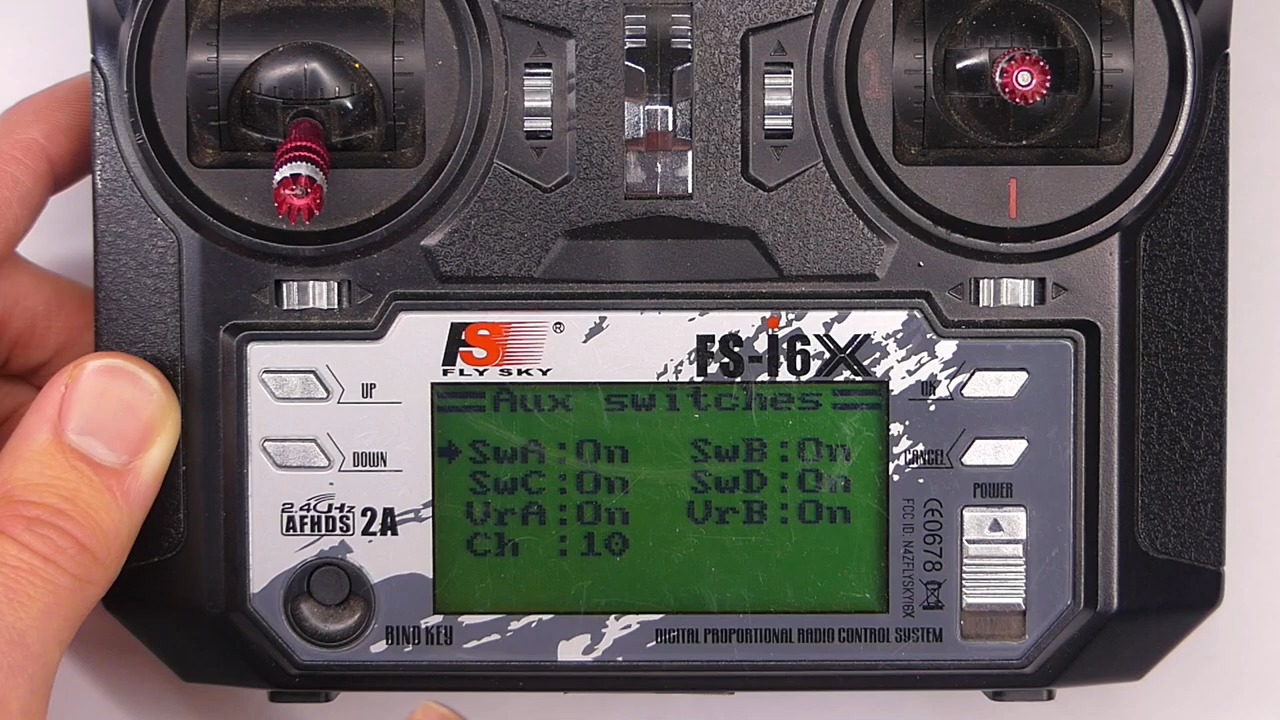 FS®
FLY SKY
FS-i6X
UP
DOWN
OK
CANCEL
POWER
==Aux switches==
➔SwA:On SwB:On
SwC:On SwD:On
VrA:On VrB:On
Ch :10
2.4GHz
AFHDS 2A
BIND KEY
DIGITAL PROPORTIONAL RADIO CONTROL SYSTEM
CE0678
FCC ID: N4ZFLYSKYI6X